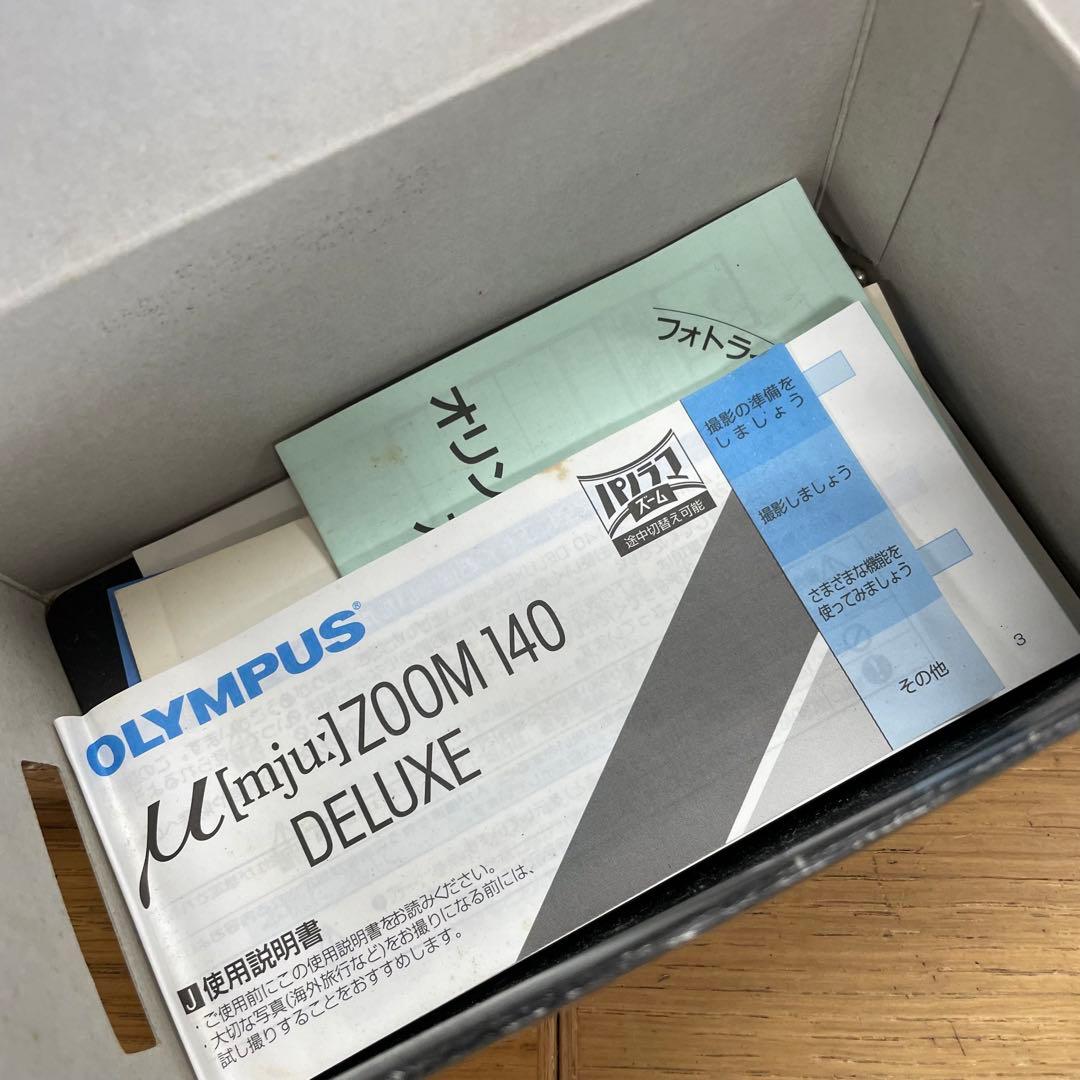 フォトラ
オリン
パノラマ
ズーム
途中切替え可能
撮影の準備を
しましょう
撮影しましょう
さまざまな機能を
使ってみましょう
その他
3
OLYMPUS®
μ[mju:]ZOOM 140
DELUXE
J 使用説明書
・ご使用前にこの使用説明書をお読みください。
・大切な写真(海外旅行など)をお撮りになる前には、
試し撮りすることをおすすめします。